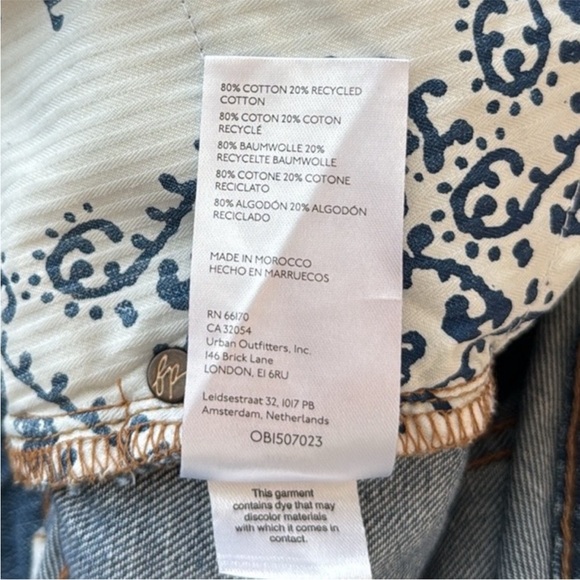 80% COTTON 20% RECYCLED
COTTON
80% COTON 20% COTON
RECYCLÉ
80% BAUMWOLLE 20%
RECYCELTE BAUMWOLLE
80% COTONE 20% COTONE
RECICLATO
80% ALGODÓN 20% ALGODÓN
RECICLADO
MADE IN MOROCCO
HECHO EN MARRUECOS
RN 66170
CA 32054
Urban Outfitters, Inc.
146 Brick Lane
LONDON, E1 6RU
Leidsestraat 32, 1017 PB
Amsterdam, Netherlands
OB1507023
fp
This garment
contains dye that may
discolor materials
with which it comes in
contact.